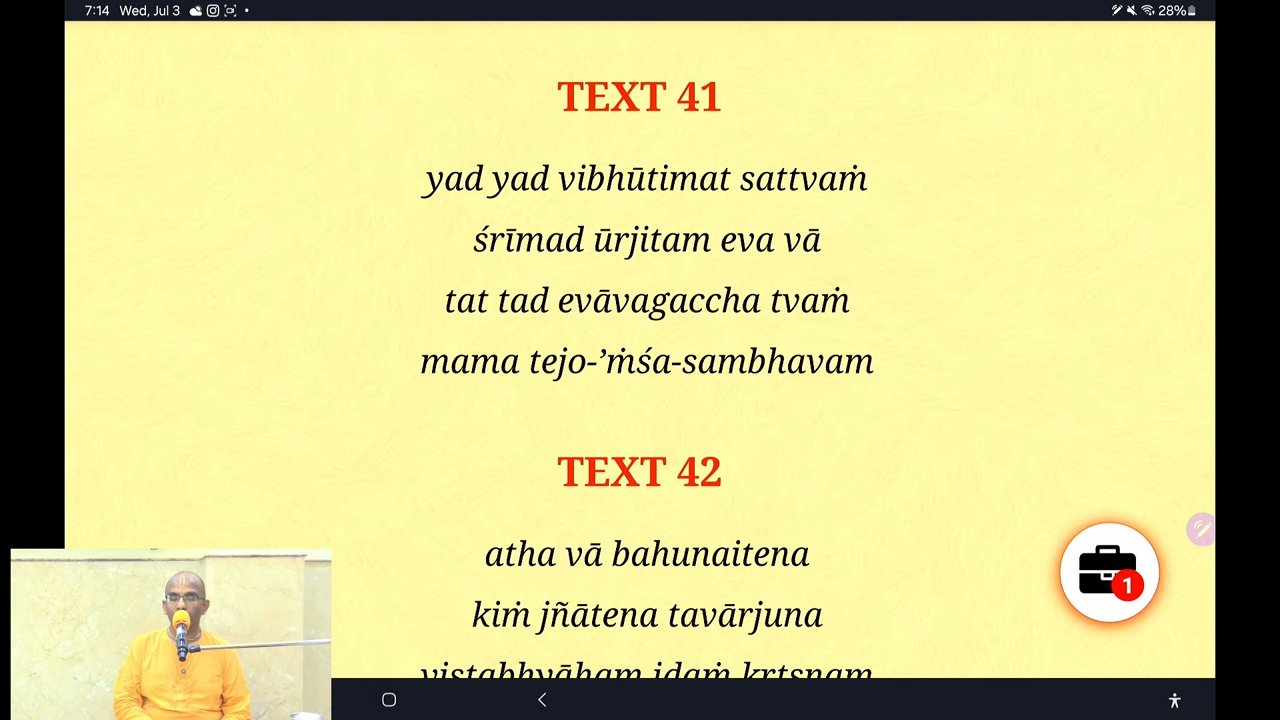 7:14 Wed, Jul 3
28%
TEXT 41
yad yad vibhūtimat sattvaṁ
śrīmad ūrjitam eva vā
tat tad evāvagaccha tvaṁ
mama tejo-’ṁśa-sambhavam
TEXT 42
atha vā bahunaitena
kiṁ jñātena tavārjuna
1